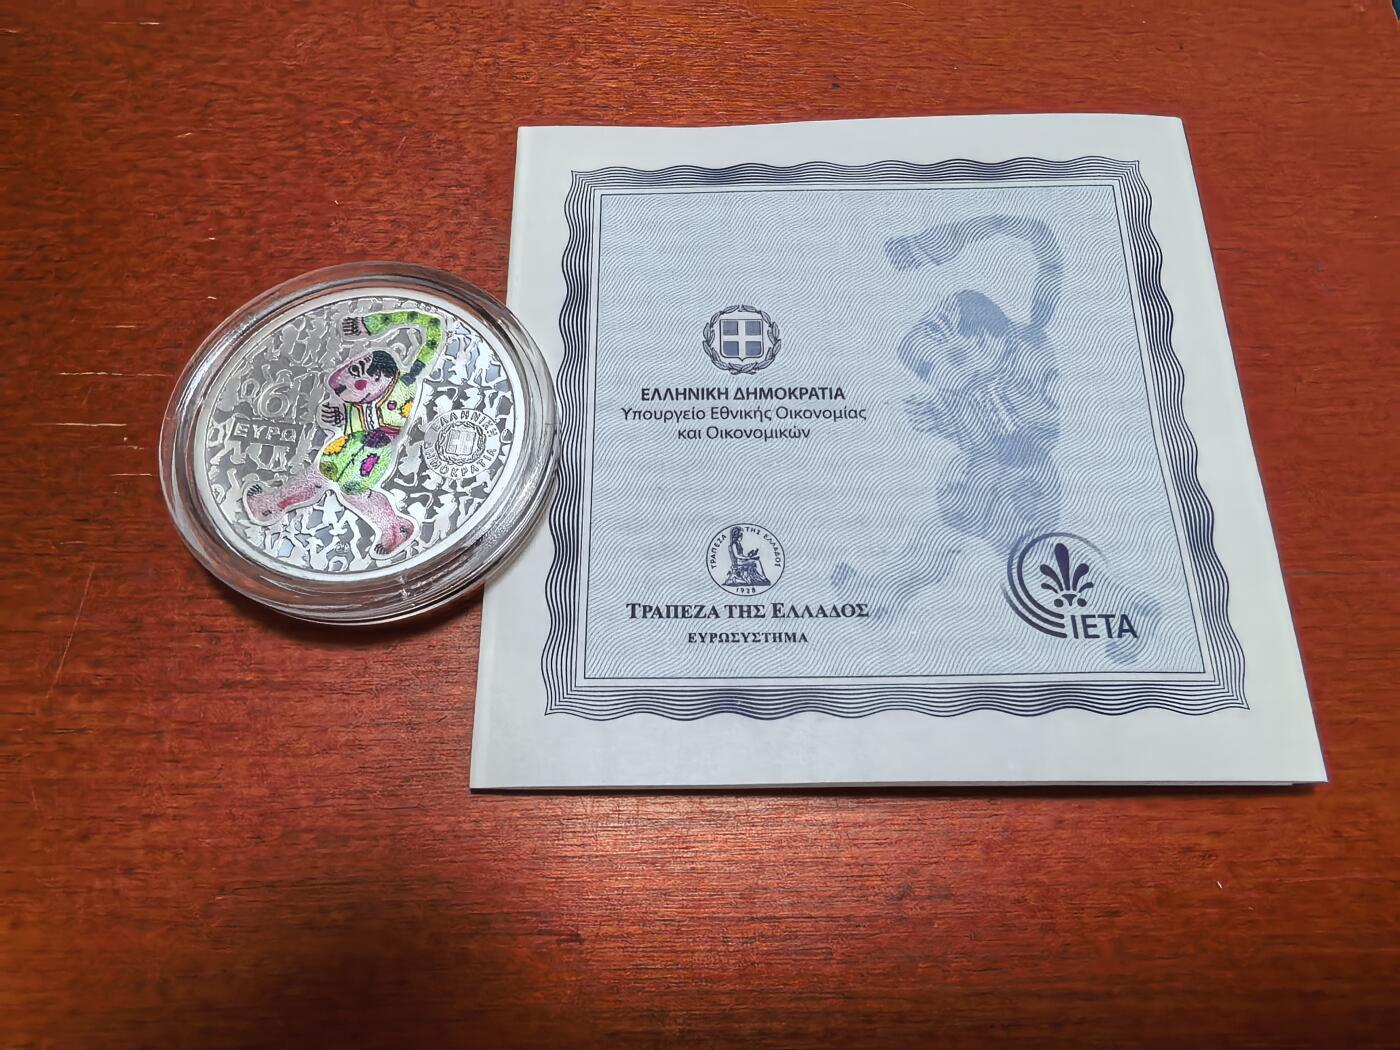 6
ΕΥΡΩ
ΕΛΛΗΝΙΚΗ
ΔΗΜΟΚΡΑΤΙΑ
ΕΛΛΗΝΙΚΗ ΔΗΜΟΚΡΑΤΙΑ
Υπουργείο Εθνικής Οικονομίας
και Οικονομικών
ΤΡΑΠΕΖΑ ΤΗΣ ΕΛΛΑΔΟΣ
1928
ΤΡΑΠΕΖΑ ΤΗΣ ΕΛΛΑΔΟΣ
ΕΥΡΩΣΥΣΤΗΜΑ
ΙΕΤΑ